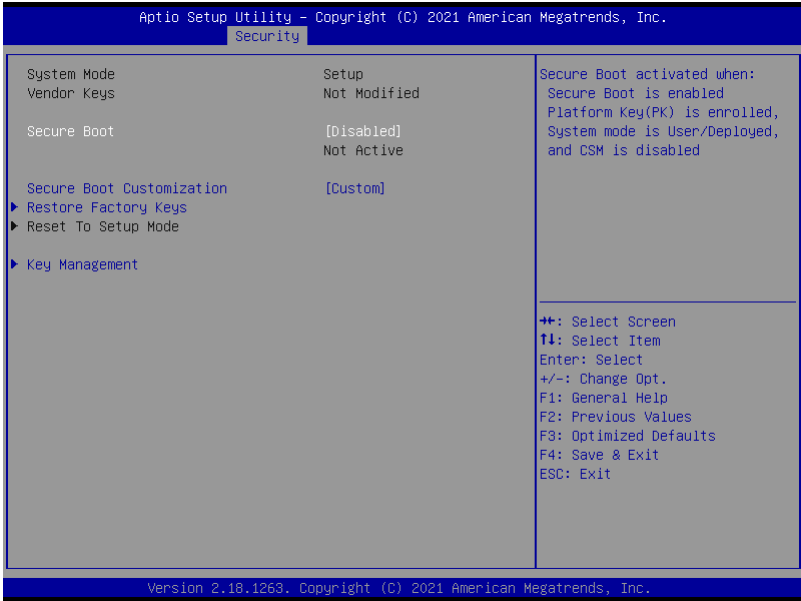 Aptio Setup Utility – Copyright (C) 2021 American Megatrends, Inc.
Security
System Mode Setup
Vendor Keys Not Modified
Secure Boot [Disabled]
Not Active
Secure Boot Customization [Custom]
Restore Factory Keys
Reset To Setup Mode
Key Management
Secure Boot activated when:
Secure Boot is enabled
Platform Key(PK) is enrolled,
System mode is User/Deployed,
and CSM is disabled
→←: Select Screen
↑↓: Select Item
Enter: Select
+/-: Change Opt.
F1: General Help
F2: Previous Values
F3: Optimized Defaults
F4: Save & Exit
ESC: Exit
Version 2.18.1263. Copyright (C) 2021 American Megatrends, Inc.